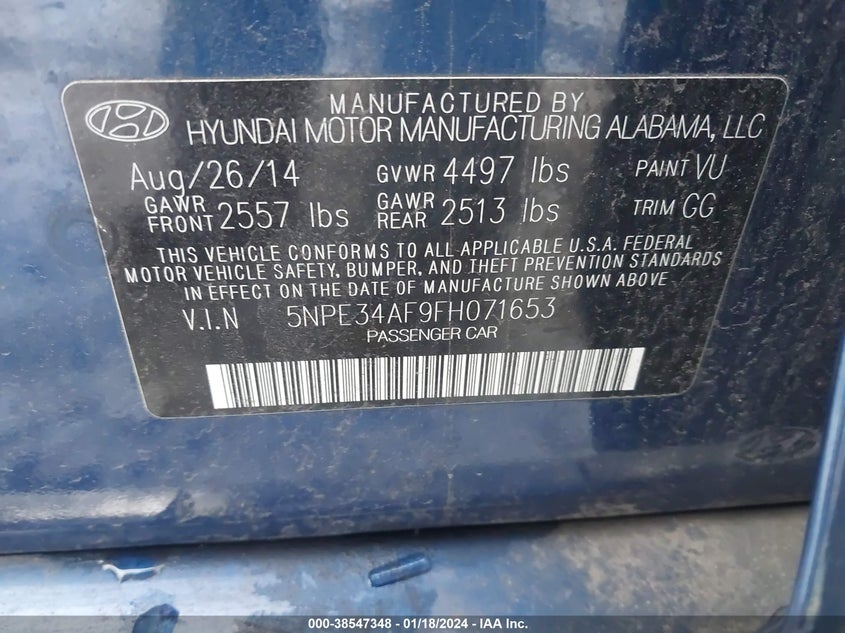 MANUFACTURED BY
HYUNDAI MOTOR MANUFACTURING ALABAMA, LLC
Aug/26/14 GVWR 4497 lbs PAINT VU
GAWR FRONT 2557 lbs GAWR REAR 2513 lbs TRIM GG
THIS VEHICLE CONFORMS TO ALL APPLICABLE U.S.A. FEDERAL
MOTOR VEHICLE SAFETY, BUMPER, AND THEFT PREVENTION STANDARDS
IN EFFECT ON THE DATE OF MANUFACTURE SHOWN ABOVE
V.I.N 5NPE34AF9FH071653
PASSENGER CAR
000-38547348 - 01/18/2024 - IAA Inc.